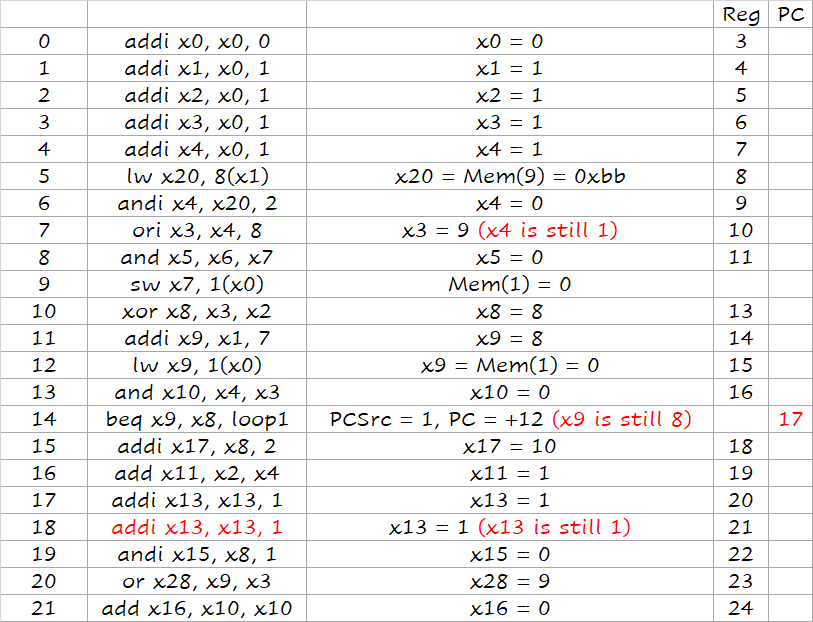 Reg PC
0 addi x0, x0, 0 x0 = 0 3
1 addi x1, x0, 1 x1 = 1 4
2 addi x2, x0, 1 x2 = 1 5
3 addi x3, x0, 1 x3 = 1 6
4 addi x4, x0, 1 x4 = 1 7
5 lw x20, 8(x1) x20 = Mem(9) = 0xbb 8
6 andi x4, x20, 2 x4 = 0 9
7 ori x3, x4, 8 x3 = 9 (x4 is still 1) 10
8 and x5, x6, x7 x5 = 0 11
9 sw x7, 1(x0) Mem(1) = 0
10 xor x8, x3, x2 x8 = 8 13
11 addi x9, x1, 7 x9 = 8 14
12 lw x9, 1(x0) x9 = Mem(1) = 0 15
13 and x10, x4, x3 x10 = 0 16
14 beq x9, x8, loop1 PCSrc = 1, PC = +12 (x9 is still 8) 17
15 addi x17, x8, 2 x17 = 10 18
16 add x11, x2, x4 x11 = 1 19
17 addi x13, x13, 1 x13 = 1 20
18 addi x13, x13, 1 x13 = 1 (x13 is still 1) 21
19 andi x15, x8, 1 x15 = 0 22
20 or x28, x9, x3 x28 = 9 23
21 add x16, x10, x10 x16 = 0 24